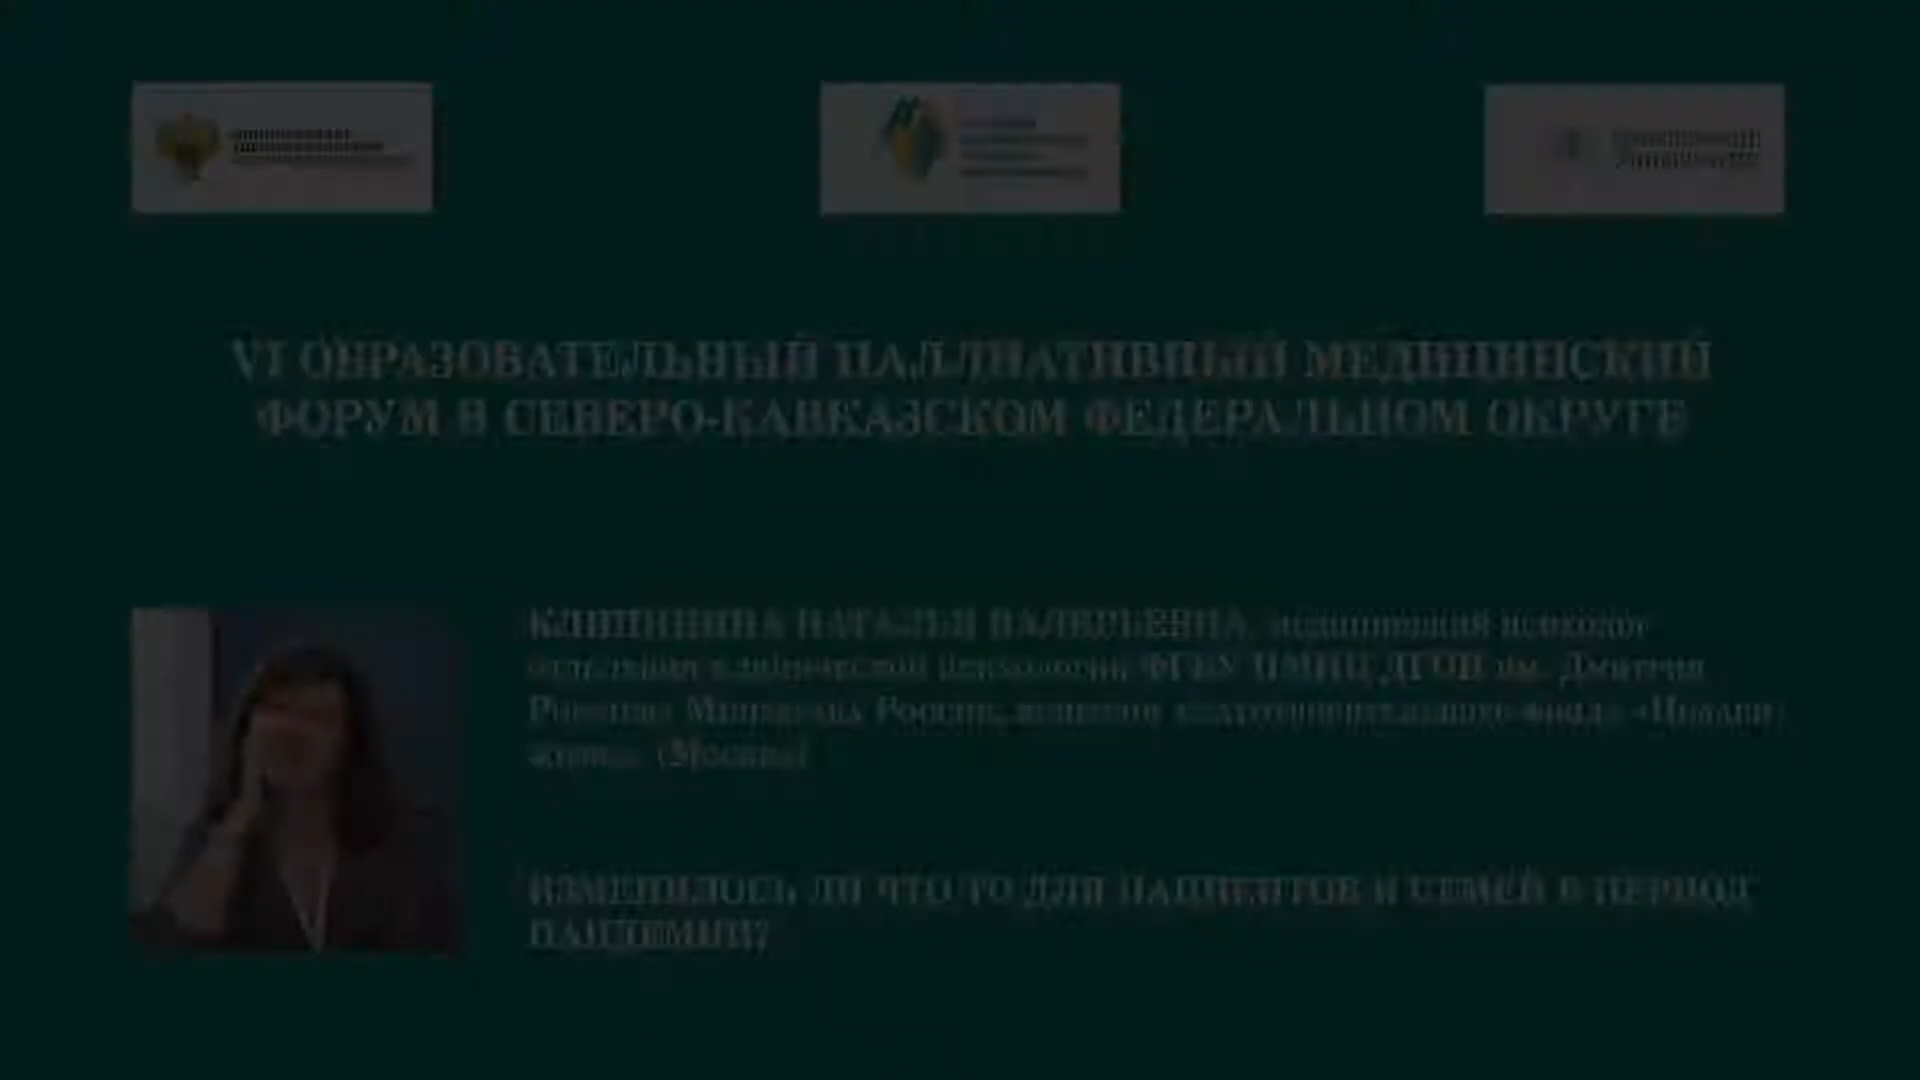 VI ОБРАЗОВАТЕЛЬНЫЙ ПАЛЛИАТИВНЫЙ МЕДИЦИНСКИЙ
ФОРУМ В СЕВЕРО-КАВКАЗСКОМ ФЕДЕРАЛЬНОМ ОКРУГЕ
КЛИПИНИНА НАТАЛЬЯ ВАЛЕРЬЕВНА, медицинский психолог
отделения клинической психологии ФГБУ НМИЦ ДГОИ им. Дмитрия
Рогачева Минздрава России, психолог благотворительного фонда «Подари
жизнь» (Москва)
ИЗМЕНИЛОСЬ ЛИ ЧТО-ТО ДЛЯ ПАЦИЕНТОВ И СЕМЕЙ В ПЕРИОД
ПАНДЕМИИ?